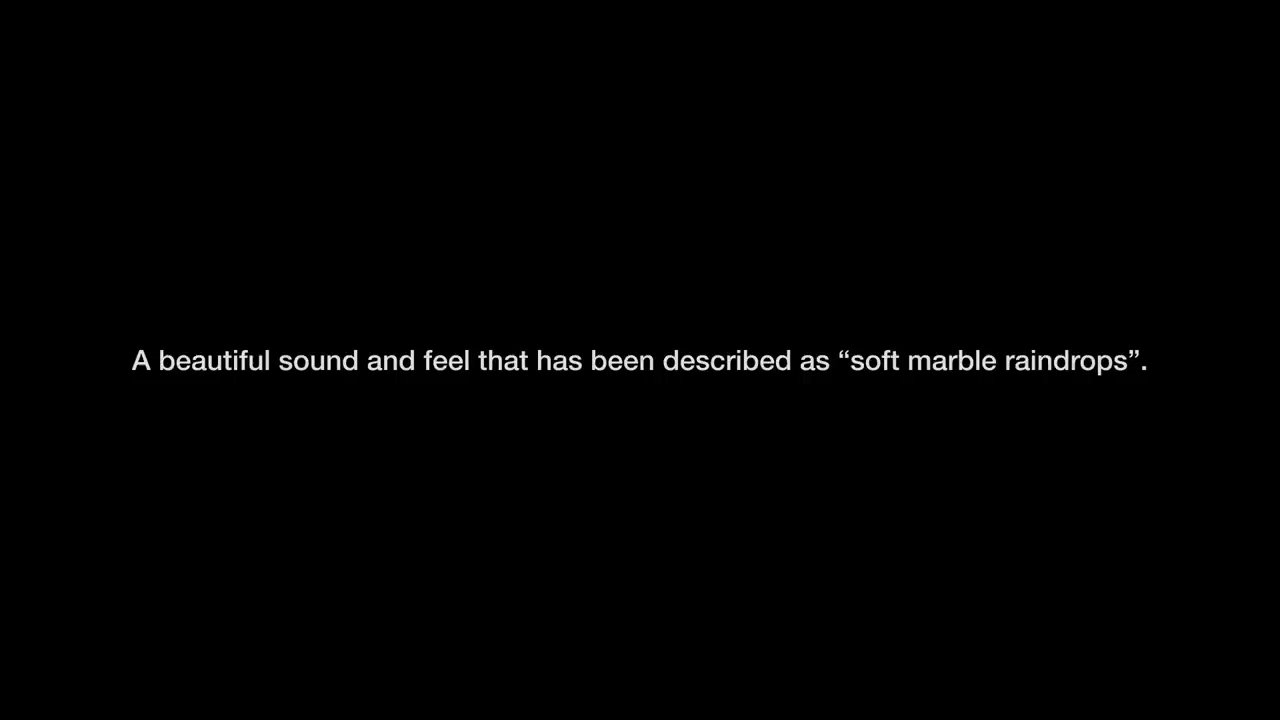 A beautiful sound and feel that has been described as “soft marble raindrops”.